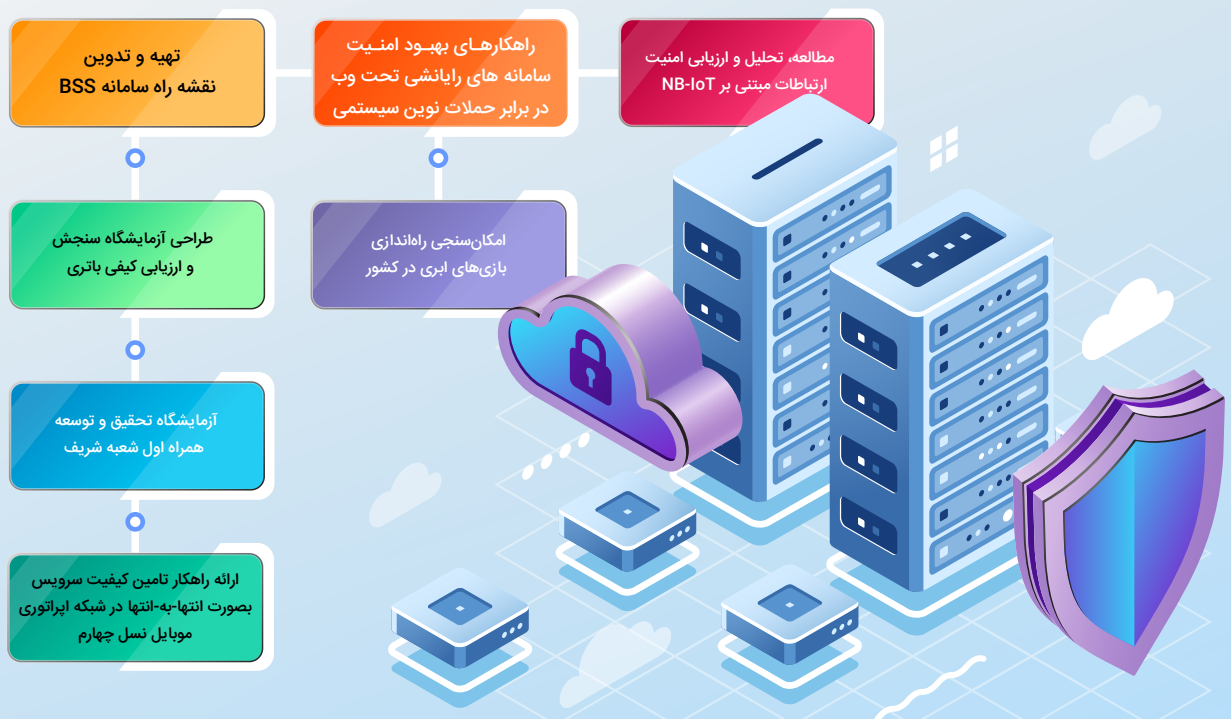 مطالعه، تحلیل و ارزیابی امنیت
ارتباطات مبتنی بر NB-IoT
راهکارهـای بهبـود امنـیت
سامانه های رایانشی تحت وب
در برابر حملات نوین سیستمی
تهیه و تدوین
نقشه راه سامانه BSS
امکان‌سنجی راه‌اندازی
بازی‌های ابری در کشور
طراحی آزمایشگاه سنجش
و ارزیابی کیفی باتری
آزمایشگاه تحقیق و توسعه
همراه اول شعبه شریف
ارائه راهکار تامین کیفیت سرویس
بصورت انتها-به-انتها در شبکه اپراتوری
موبایل نسل چهارم